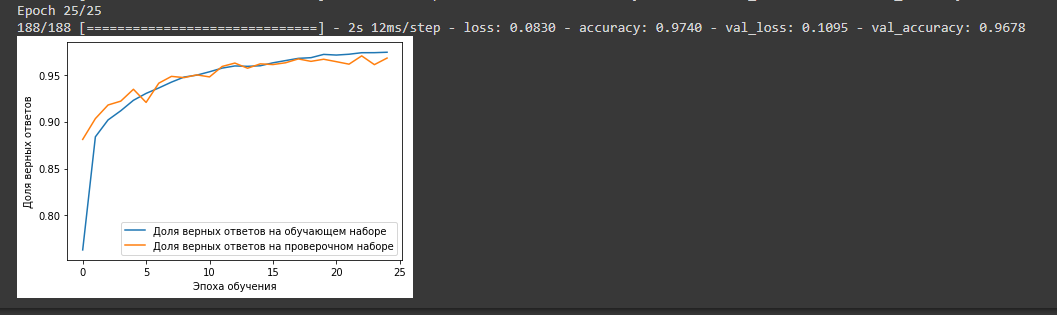 Epoch 25/25
188/188 [==============================] - 2s 12ms/step - loss: 0.0830 - accuracy: 0.9740 - val_loss: 0.1095 - val_accuracy: 0.9678
0.95
0.90
0.85
0.80
Доля верных ответов
Доля верных ответов на обучающем наборе
Доля верных ответов на проверочном наборе
0 5 10 15 20 25
Эпоха обучения